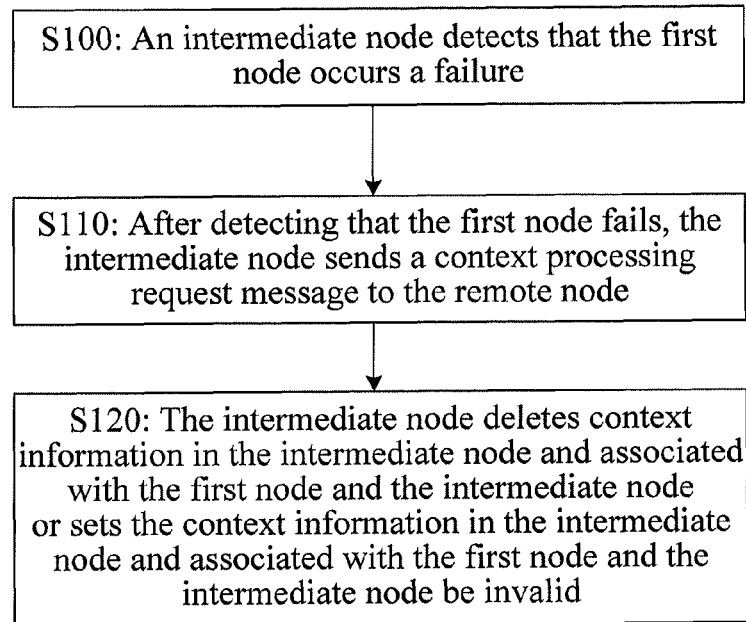 S100: An intermediate node detects that the first
node occurs a failure
S110: After detecting that the first node fails, the
intermediate node sends a context processing
request message to the remote node
S120: The intermediate node deletes context
information in the intermediate node and associated
with the first node and the intermediate node
or sets the context information in the intermediate
node and associated with the first node and the
intermediate node be invalid